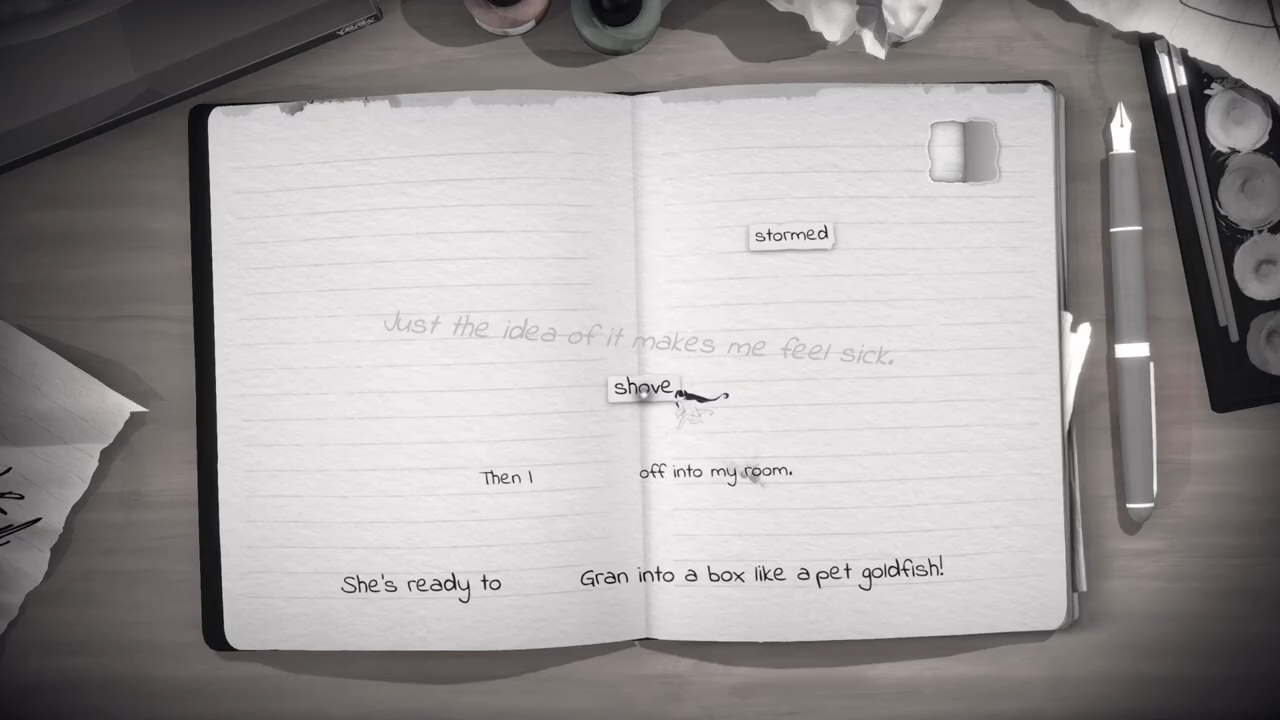 stormed
Just the idea of it makes me feel sick.
shove
Then I off into my room.
She's ready to Gran into a box like a pet goldfish!